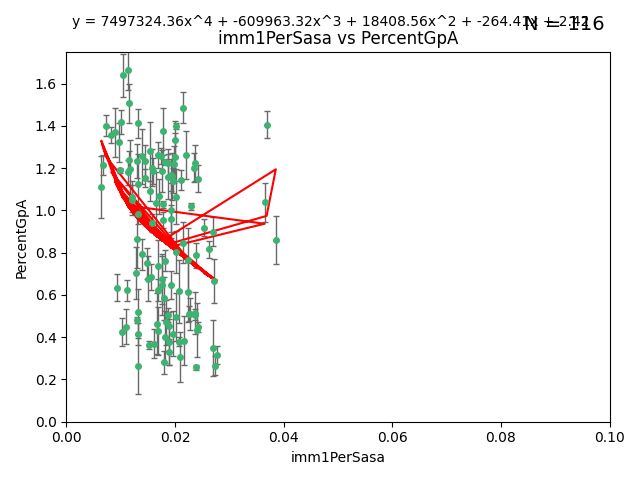 y = 7497324.36x^4 + -609963.32x^3 + 18408.56x^2 + -264.41x +
N = 116
imm1PerSasa vs PercentGpA
PercentGpA
1.6
1.4
1.2
1.0
0.8
0.6
0.4
0.2
0.0
0.00 0.02 0.04 0.06 0.08 0.10
imm1PerSasa